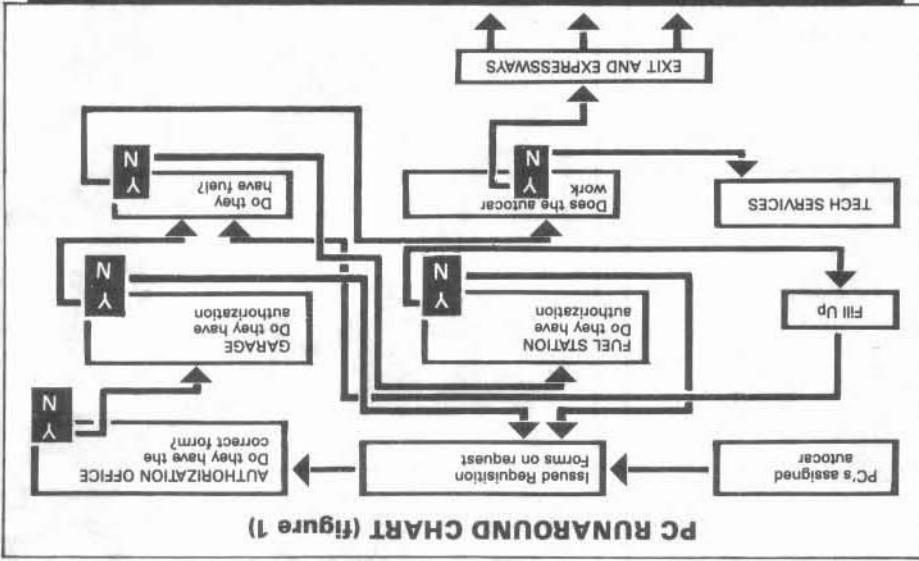 PC RUNAROUND CHART (figure 1)
PC's assigned
autocar
Issued Requisition
Forms on request
AUTHORIZATION OFFICE
Do they have the
correct form?
Y
N
FUEL STATION
Do they have
authorization
Y
N
GARAGE
Do they have
authorization
Y
N
Fill Up
TECH SERVICES
Does the autocar
work
Y
N
Do they
have fuel?
Y
N
EXIT AND EXPRESSWAYS